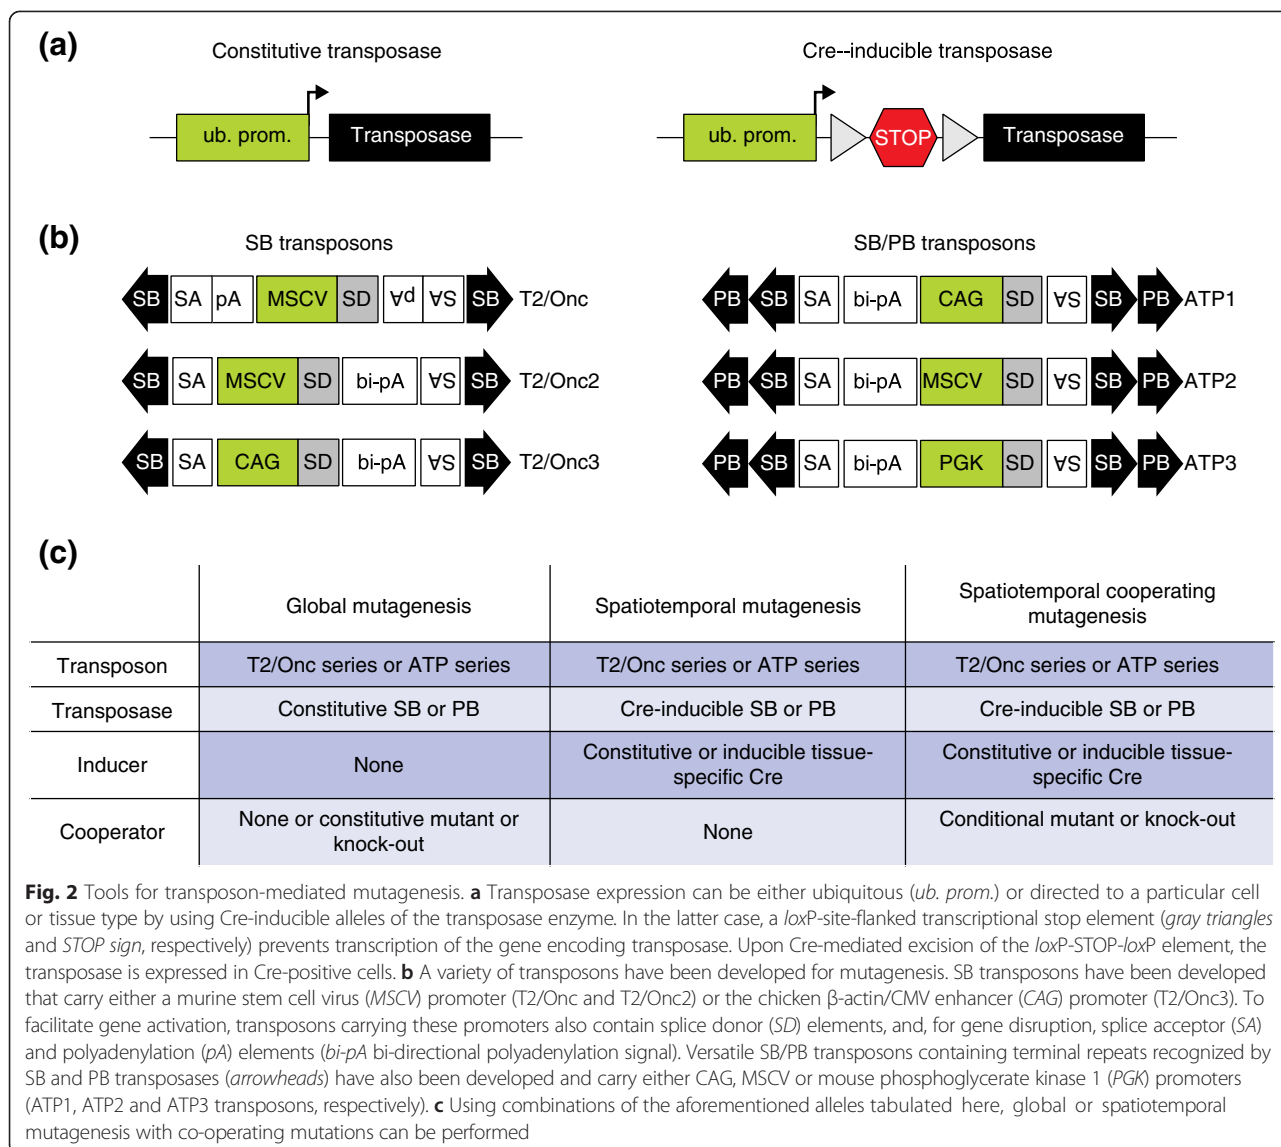 (a)
Constitutive transposase
ub. prom.
Transposase
Cre--inducible transposase
ub. prom.
STOP
Transposase
(b)
SB transposons
SB SA pA MSCV SD pA SA SB T2/Onc
SB SA MSCV SD bi-pA SA SB T2/Onc2
SB SA CAG SD bi-pA SA SB T2/Onc3
SB/PB transposons
PB SB SA bi-pA CAG SD SA SB PB ATP1
PB SB SA bi-pA MSCV SD SA SB PB ATP2
PB SB SA bi-pA PGK SD SA SB PB ATP3
(c)
Global mutagenesis
Spatiotemporal mutagenesis
Spatiotemporal cooperating
mutagenesis
Transposon
T2/Onc series or ATP series
T2/Onc series or ATP series
T2/Onc series or ATP series
Transposase
Constitutive SB or PB
Cre-inducible SB or PB
Cre-inducible SB or PB
Inducer
None
Constitutive or inducible tissue-
specific Cre
Constitutive or inducible tissue-
specific Cre
Cooperator
None or constitutive mutant or
knock-out
None
Conditional mutant or knock-out
Fig. 2 Tools for transposon-mediated mutagenesis. a Transposase expression can be either ubiquitous (ub. prom.) or directed to a particular cell
or tissue type by using Cre-inducible alleles of the transposase enzyme. In the latter case, a loxP-site-flanked transcriptional stop element (gray triangles
and STOP sign, respectively) prevents transcription of the gene encoding transposase. Upon Cre-mediated excision of the loxP-STOP-loxP element, the
transposase is expressed in Cre-positive cells. b A variety of transposons have been developed for mutagenesis. SB transposons have been developed
that carry either a murine stem cell virus (MSCV) promoter (T2/Onc and T2/Onc2) or the chicken β-actin/CMV enhancer (CAG) promoter (T2/Onc3). To
facilitate gene activation, transposons carrying these promoters also contain splice donor (SD) elements, and, for gene disruption, splice acceptor (SA)
and polyadenylation (pA) elements (bi-pA bi-directional polyadenylation signal). Versatile SB/PB transposons containing terminal repeats recognized by
SB and PB transposases (arrowheads) have also been developed and carry either CAG, MSCV or mouse phosphoglycerate kinase 1 (PGK) promoters
(ATP1, ATP2 and ATP3 transposons, respectively). c Using combinations of the aforementioned alleles tabulated here, global or spatiotemporal
mutagenesis with co-operating mutations can be performed